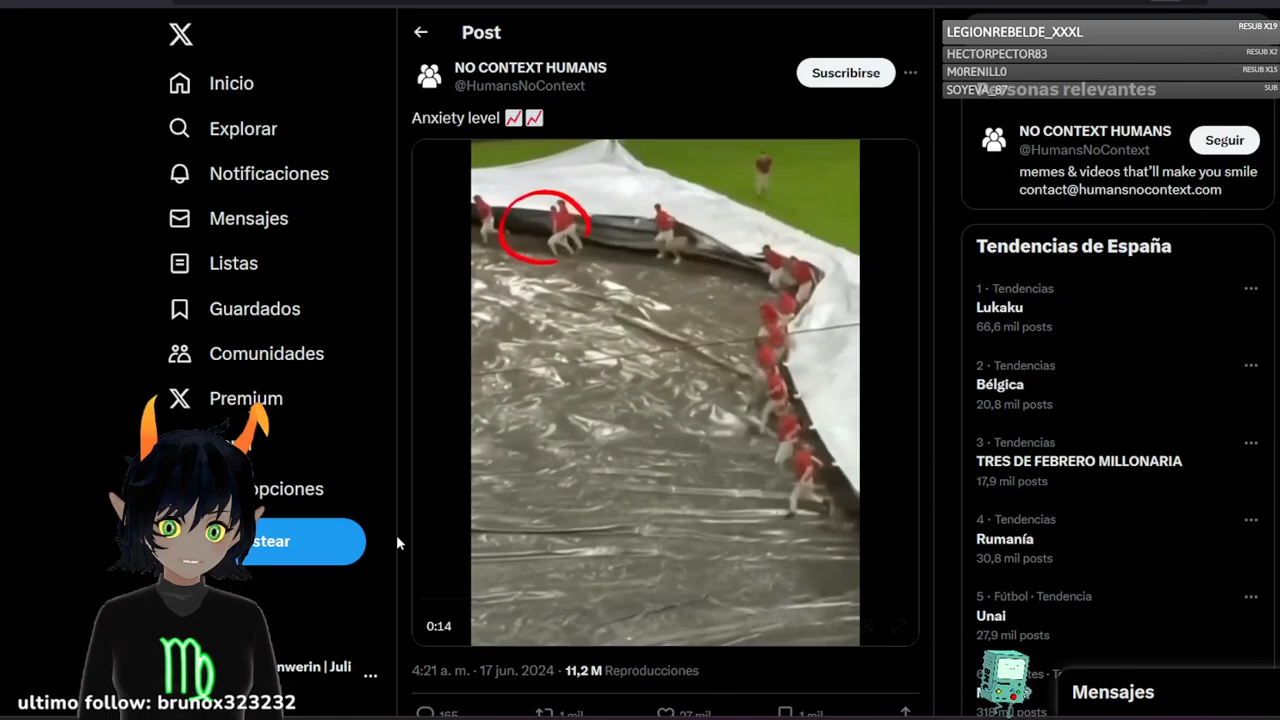 Inicio
Explorar
Notificaciones
Mensajes
Listas
Guardados
Comunidades
Premium
opciones
stear
nwerin | Juli
ultimo follow: brunox323232
Post
NO CONTEXT HUMANS
@HumansNoContext
Suscribirse
Anxiety level
0:14
4:21 a. m. · 17 jun. 2024 · 11,2 M Reproducciones
165
1 mil
27 mil
1 mil
LEGIONREBELDE_XXXL RESUB X19
HECTORPECTOR83 RESUB X2
M0RENILL0 RESUB X15
SOYEVA_87 SUB
Personas relevantes
NO CONTEXT HUMANS
@HumansNoContext
Seguir
memes & videos that'll make you smile
contact@humansnocontext.com
Tendencias de España
1 · Tendencias
Lukaku
66,6 mil posts
2 · Tendencias
Bélgica
20,8 mil posts
3 · Tendencias
TRES DE FEBRERO MILLONARIA
17,9 mil posts
4 · Tendencias
Rumanía
30,8 mil posts
5 · Fútbol · Tendencia
Unai
27,9 mil posts
Mensajes